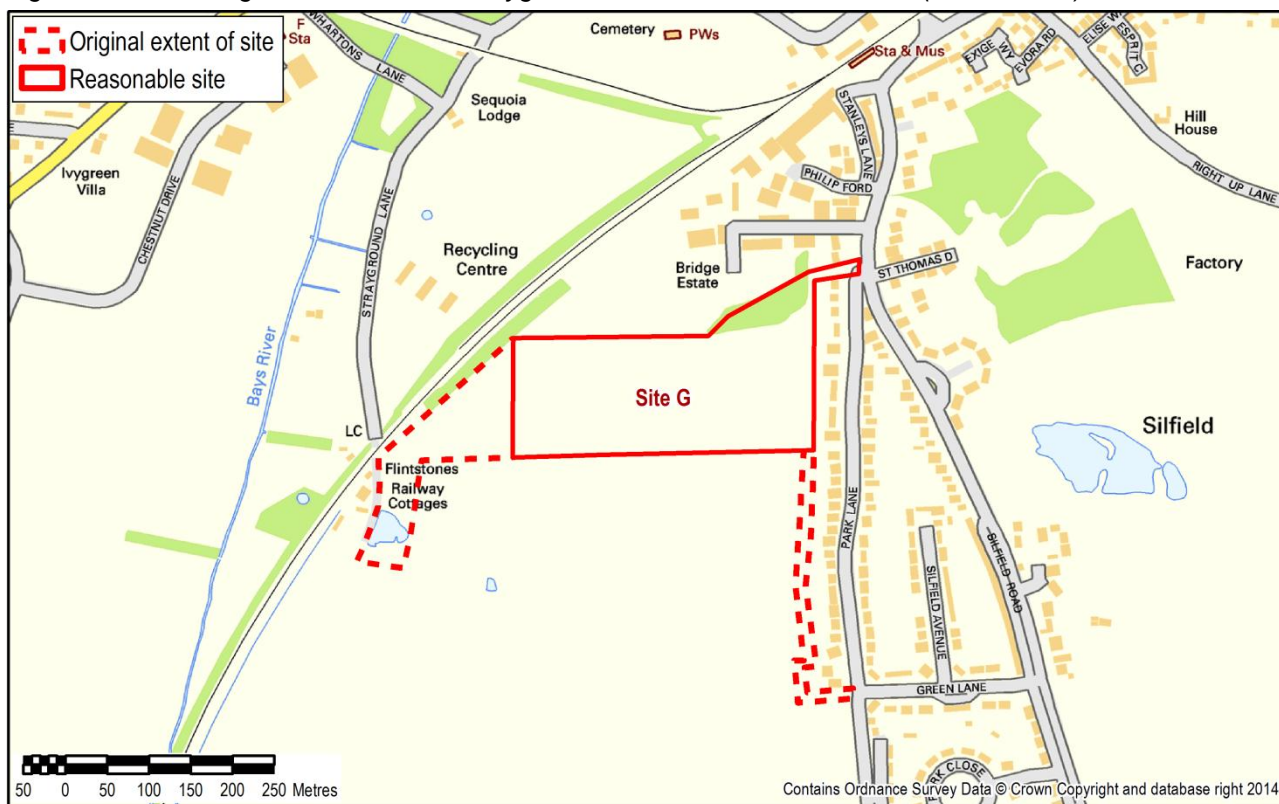 Original extent of site
Reasonable site
F
Sta
WHARTONS LANE
Cemetery
PWs
Sta & Mus
EXIGE WY
EVORA RD
ELISE W
ESPRIT C
Sequoia
Lodge
STANLEYS LANE
Hill
House
Ivygreen
Villa
PHILIP FORD
RIGHT UP LANE
CHESTNUT DRIVE
STRAYGROUND LANE
Recycling
Centre
Bridge
Estate
ST THOMAS D
Factory
Bays River
Site G
Silfield
LC
Flintstones
Railway
Cottages
PARK LANE
SILFIELD AVENUE
SILFIELD ROAD
GREEN LANE
RK CLOSE
50 0 50 100 150 200 250 Metres
Contains Ordnance Survey Data © Crown Copyright and database right 2014